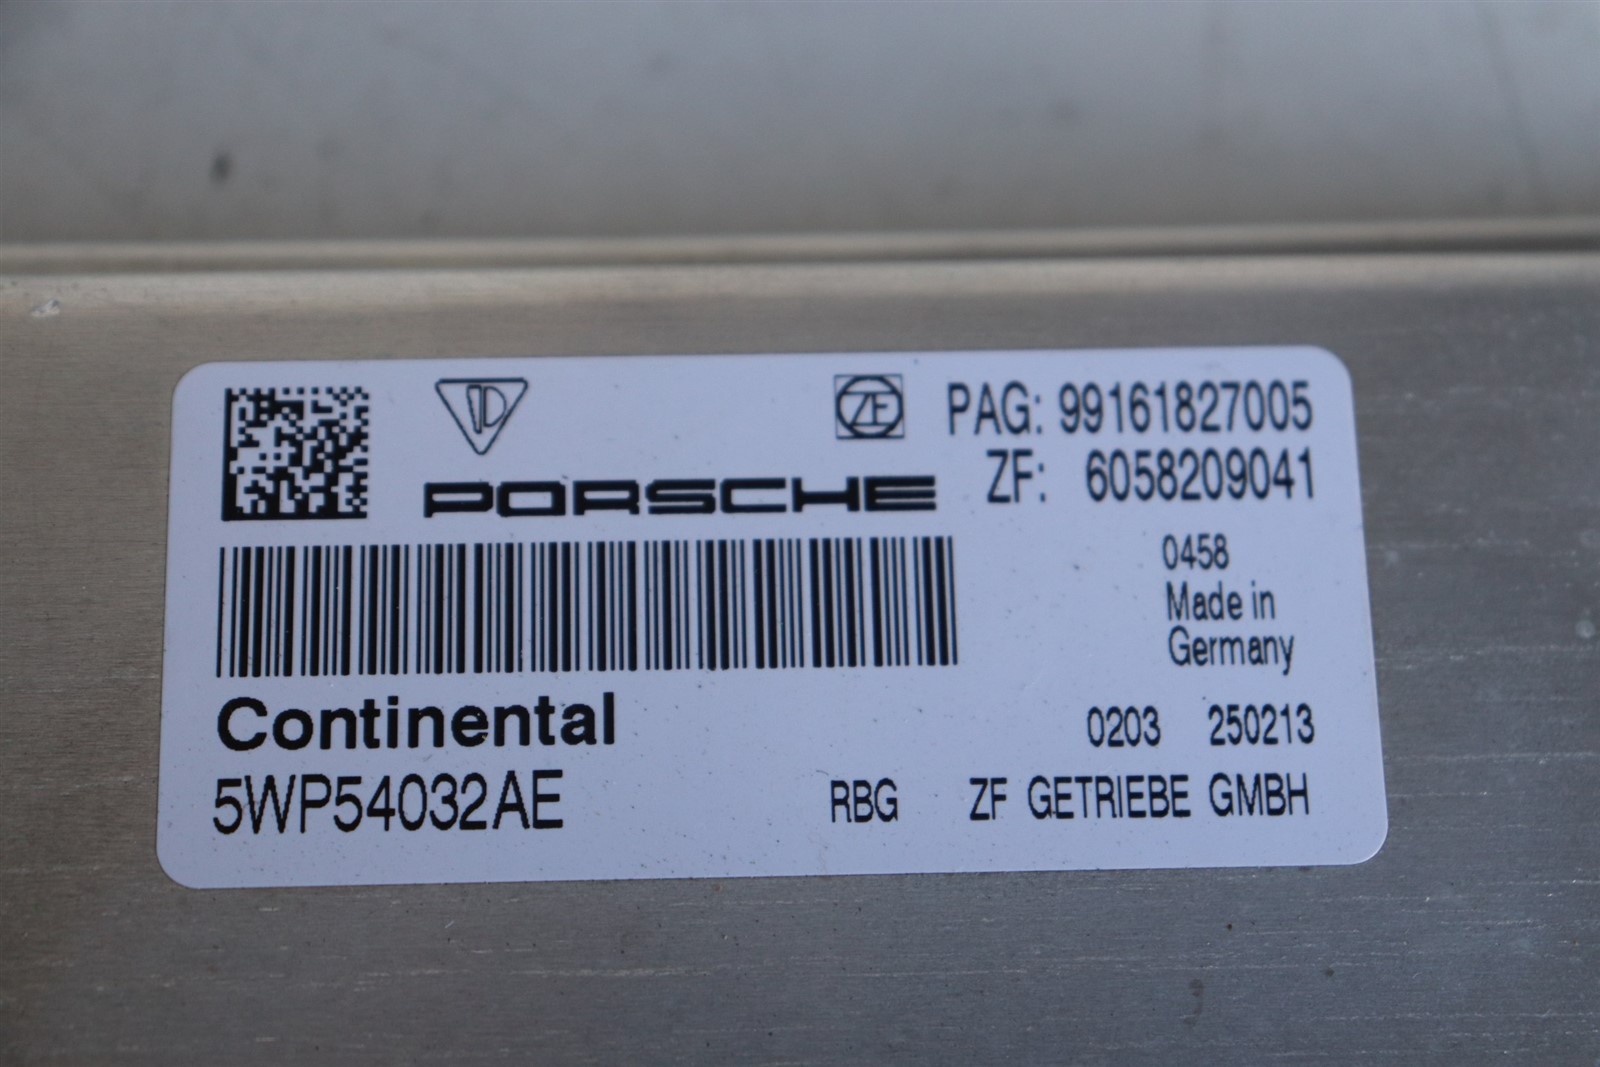 PAG: 99161827005
PORSCHE
ZF: 6058209041
0458
Made in
Germany
Continental
0203 250213
5WP54032AE
RBG ZF GETRIEBE GMBH